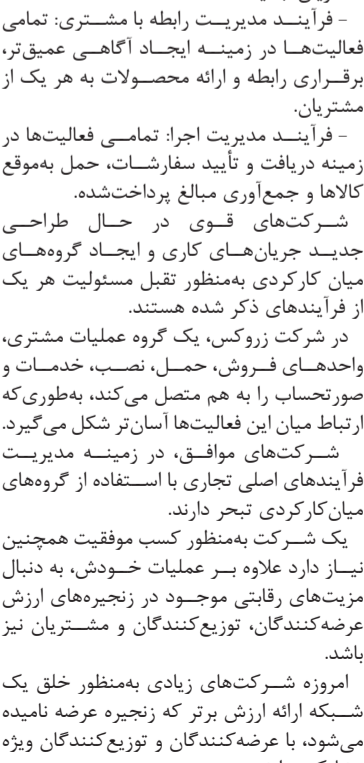 - فرآیند مدیریت رابطه با مشتری: تمامی
فعالیت‌ها در زمینه ایجاد آگاهی عمیق‌تر،
برقراری رابطه و ارائه محصولات به هر یک از
مشتریان.
- فرآیند مدیریت اجرا: تمامی فعالیت‌ها در
زمینه دریافت و تأیید سفارشات، حمل به‌موقع
کالاها و جمع‌آوری مبالغ پرداخت‌شده.
شرکت‌های قوی در حال طراحی
جدید جریان‌های کاری و ایجاد گروه‌های
میان کارکردی به‌منظور تقبل مسئولیت هر یک
از فرآیندهای ذکر شده هستند.
در شرکت زروکس، یک گروه عملیات مشتری،
واحدهای فروش، حمل، نصب، خدمات و
صورتحساب را به هم متصل می‌کند، به‌طوری‌که
ارتباط میان این فعالیت‌ها آسان‌تر شکل می‌گیرد.
شرکت‌های موافق، در زمینه مدیریت
فرآیندهای اصلی تجاری با استفاده از گروه‌های
میان‌کارکردی تبحر دارند.
یک شرکت به‌منظور کسب موفقیت همچنین
نیاز دارد علاوه بر عملیات خودش، به دنبال
مزیت‌های رقابتی موجود در زنجیره‌های ارزش
عرضه‌کنندگان، توزیع‌کنندگان و مشتریان نیز
باشد.
امروزه شرکت‌های زیادی به‌منظور خلق یک
شبکه ارائه ارزش برتر که زنجیره عرضه نامیده
می‌شود، با عرضه‌کنندگان و توزیع‌کنندگان ویژه